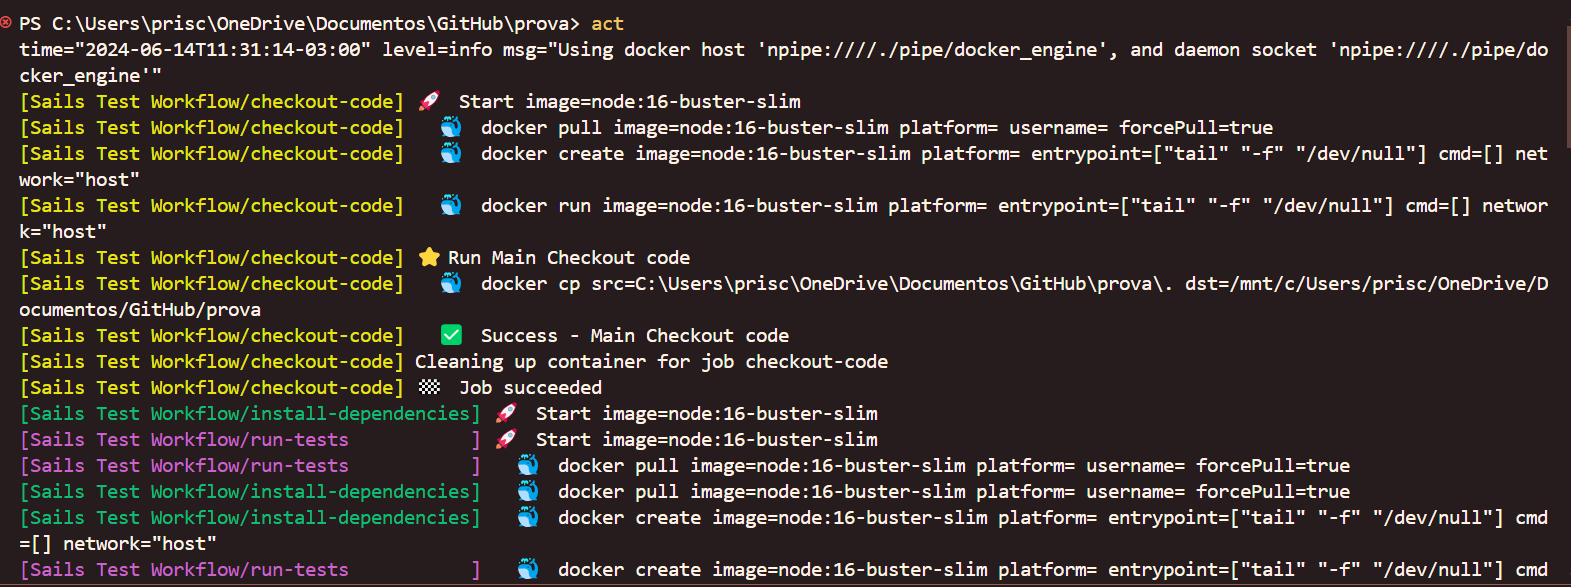 PS C:\Users\prisc\OneDrive\Documentos\GitHub\prova> act
time="2024-06-14T11:31:14-03:00" level=info msg="Using docker host 'npipe:////./pipe/docker_engine', and daemon socket 'npipe:////./pipe/do
cker_engine'"
[Sails Test Workflow/checkout-code] 🚀  Start image=node:16-buster-slim
[Sails Test Workflow/checkout-code]   🐳  docker pull image=node:16-buster-slim platform= username= forcePull=true
[Sails Test Workflow/checkout-code]   🐳  docker create image=node:16-buster-slim platform= entrypoint=["tail" "-f" "/dev/null"] cmd=[] net
work="host"
[Sails Test Workflow/checkout-code]   🐳  docker run image=node:16-buster-slim platform= entrypoint=["tail" "-f" "/dev/null"] cmd=[] networ
k="host"
[Sails Test Workflow/checkout-code] ⭐ Run Main Checkout code
[Sails Test Workflow/checkout-code]   🐳  docker cp src=C:\Users\prisc\OneDrive\Documentos\GitHub\prova\. dst=/mnt/c/Users/prisc/OneDrive/D
ocumentos/GitHub/prova
[Sails Test Workflow/checkout-code]   ✅  Success - Main Checkout code
[Sails Test Workflow/checkout-code] Cleaning up container for job checkout-code
[Sails Test Workflow/checkout-code] 🏁  Job succeeded
[Sails Test Workflow/install-dependencies] 🚀  Start image=node:16-buster-slim
[Sails Test Workflow/run-tests           ] 🚀  Start image=node:16-buster-slim
[Sails Test Workflow/run-tests           ]   🐳  docker pull image=node:16-buster-slim platform= username= forcePull=true
[Sails Test Workflow/install-dependencies]   🐳  docker pull image=node:16-buster-slim platform= username= forcePull=true
[Sails Test Workflow/install-dependencies]   🐳  docker create image=node:16-buster-slim platform= entrypoint=["tail" "-f" "/dev/null"] cmd
=[] network="host"
[Sails Test Workflow/run-tests           ]   🐳  docker create image=node:16-buster-slim platform= entrypoint=["tail" "-f" "/dev/null"] cmd